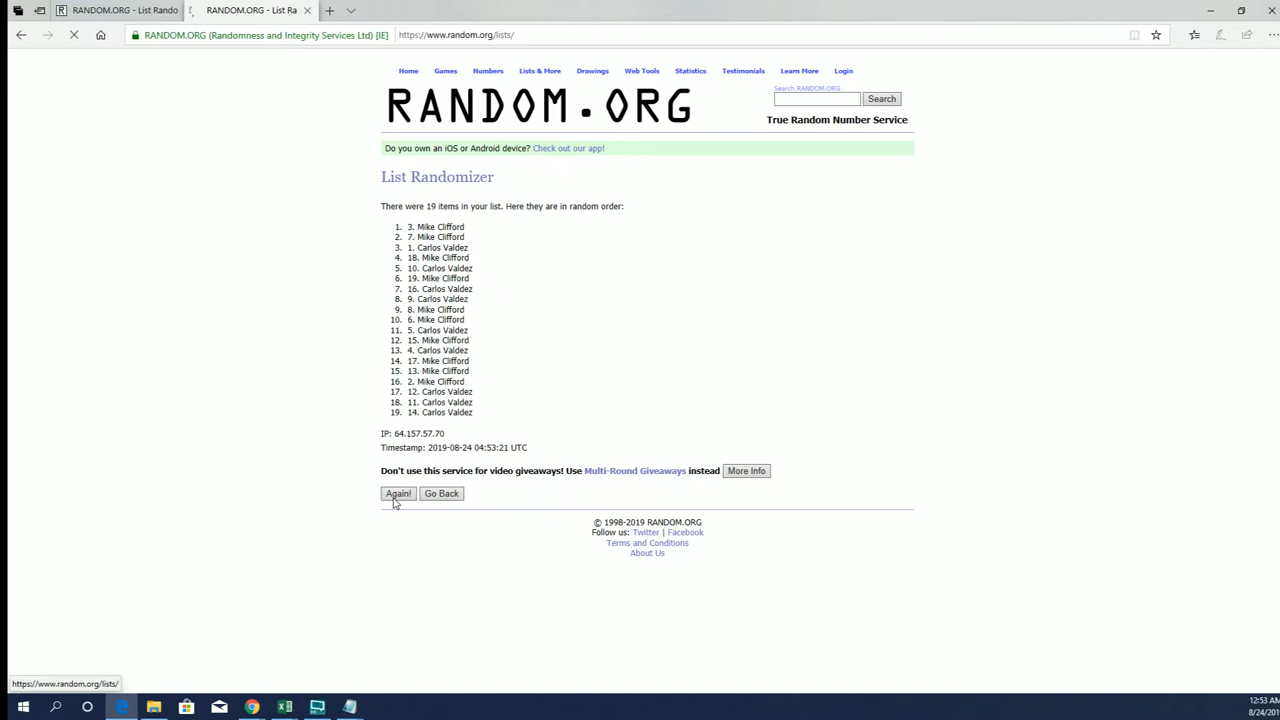 RANDOM.ORG - List Rando
RANDOM.ORG - List Ra
RANDOM.ORG (Randomness and Integrity Services Ltd) [IE]
https://www.random.org/lists/
Home Games Numbers Lists & More Drawings Web Tools Statistics Testimonials Learn More Login
RANDOM.ORG
Search RANDOM.ORG
Search
True Random Number Service
Do you own an iOS or Android device? Check out our app!
List Randomizer
There were 19 items in your list. Here they are in random order:
1. 3. Mike Clifford
2. 7. Mike Clifford
3. 1. Carlos Valdez
4. 18. Mike Clifford
5. 10. Carlos Valdez
6. 19. Mike Clifford
7. 16. Carlos Valdez
8. 9. Carlos Valdez
9. 8. Mike Clifford
10. 6. Mike Clifford
11. 5. Carlos Valdez
12. 15. Mike Clifford
13. 4. Carlos Valdez
14. 17. Mike Clifford
15. 13. Mike Clifford
16. 2. Mike Clifford
17. 12. Carlos Valdez
18. 11. Carlos Valdez
19. 14. Carlos Valdez
IP: 64.157.57.70
Timestamp: 2019-08-24 04:53:21 UTC
Don't use this service for video giveaways! Use Multi-Round Giveaways instead More Info
Again! Go Back
© 1998-2019 RANDOM.ORG
Follow us: Twitter | Facebook
Terms and Conditions
About Us
https://www.random.org/lists/
12:53 AM
8/24/201